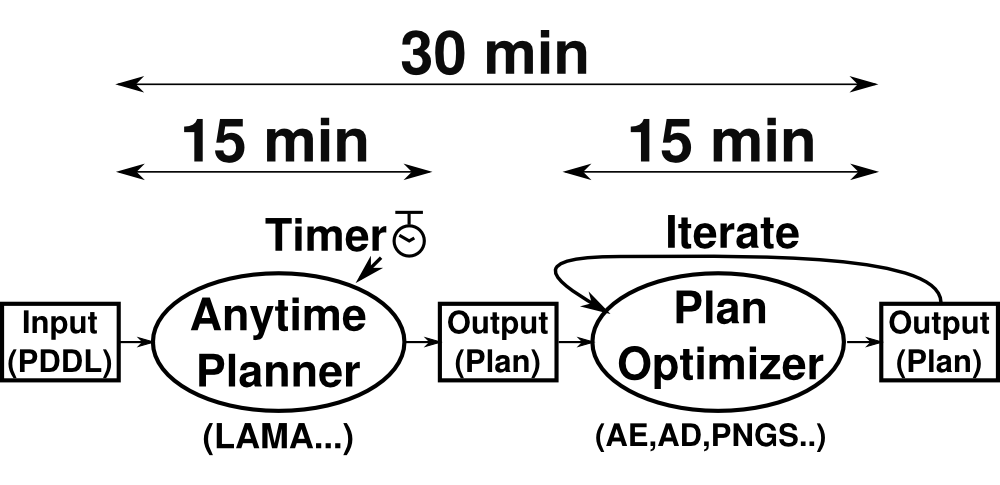 30 min
15 min
15 min
Timer
Iterate
Input
(PDDL)
Anytime
Planner
Output
(Plan)
Plan
Optimizer
Output
(Plan)
(LAMA...)
(AE,AD,PNGS..)